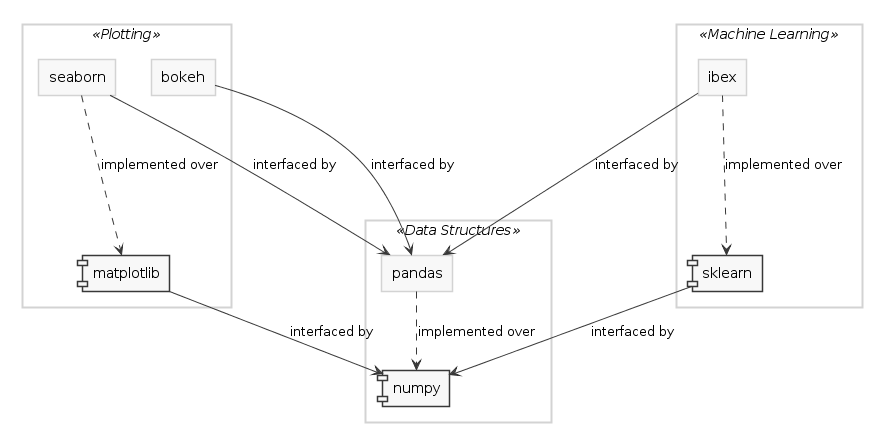 «Plotting»
«Machine Learning»
seaborn
bokeh
ibex
implemented over
interfaced by
interfaced by
interfaced by
implemented over
«Data Structures»
matplotlib
pandas
sklearn
interfaced by
implemented over
interfaced by
numpy